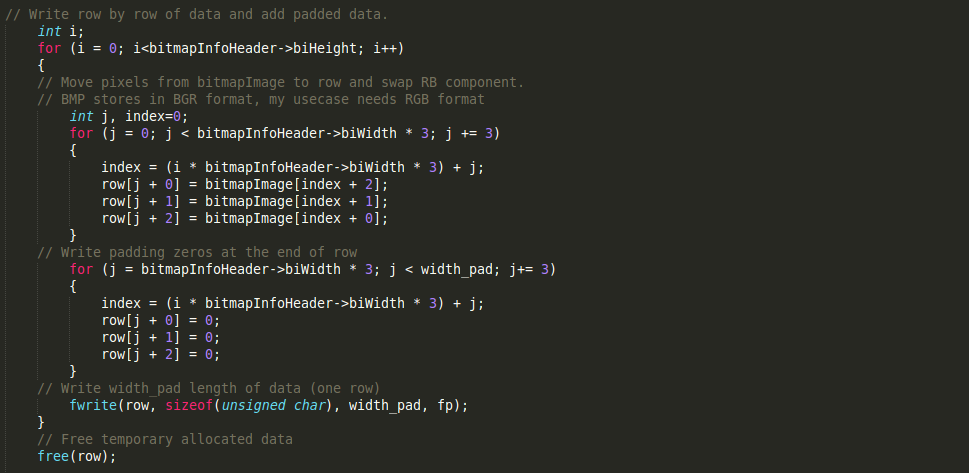 // Write row by row of data and add padded data.
    int i;
    for (i = 0; i<bitmapInfoHeader->biHeight; i++)
    {
    // Move pixels from bitmapImage to row and swap RB component.
    // BMP stores in BGR format, my usecase needs RGB format
        int j, index=0;
        for (j = 0; j < bitmapInfoHeader->biWidth * 3; j += 3)
        {
            index = (i * bitmapInfoHeader->biWidth * 3) + j;
            row[j + 0] = bitmapImage[index + 2];
            row[j + 1] = bitmapImage[index + 1];
            row[j + 2] = bitmapImage[index + 0];
        }
    // Write padding zeros at the end of row
        for (j = bitmapInfoHeader->biWidth * 3; j < width_pad; j+= 3)
        {
            index = (i * bitmapInfoHeader->biWidth * 3) + j;
            row[j + 0] = 0;
            row[j + 1] = 0;
            row[j + 2] = 0;
        }
    // Write width_pad length of data (one row)
        fwrite(row, sizeof(unsigned char), width_pad, fp);
    }
    // Free temporary allocated data
    free(row);